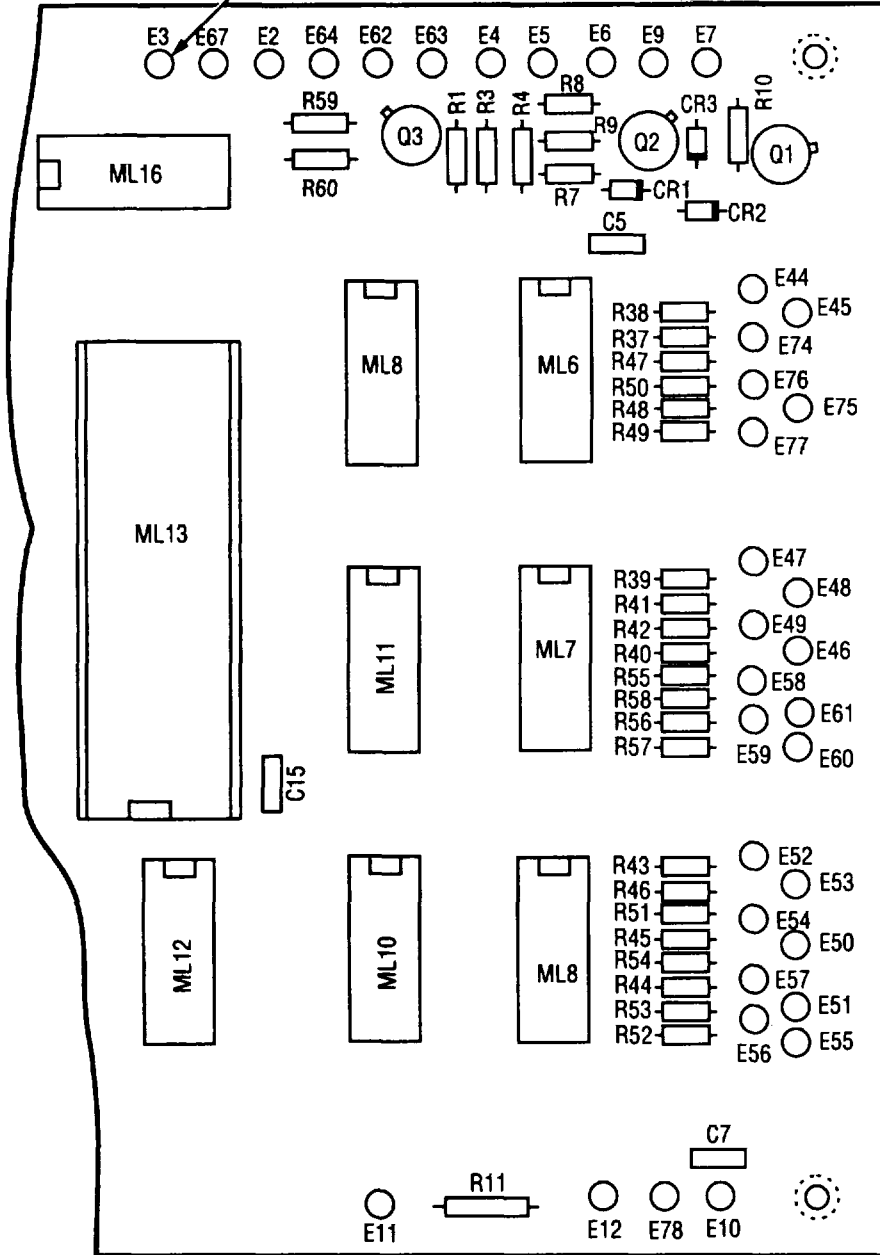 E3 E67 E2 E64 E62 E63 E4 E5 E6 E9 E7
R59 Q3 R1 R3 R4 R8 R9 Q2 CR3 R10 Q1
ML16 R60 R7 CR1 CR2
C5
E44
ML8 ML6 R38 E45
R37 E74
R47
R50 E76
R48 E75
R49 E77
ML13
E47
R39 E48
R41
R42 E49
ML11 ML7 R40 E46
R55 E58
R58
R56 E61
C15 R57 E59 E60
E52
R43 E53
R46
R51 E54
R45 E50
ML12 ML10 ML8 R54
R44 E57
R53 E51
R52 E56 E55
C7
R11
E11 E12 E78 E10